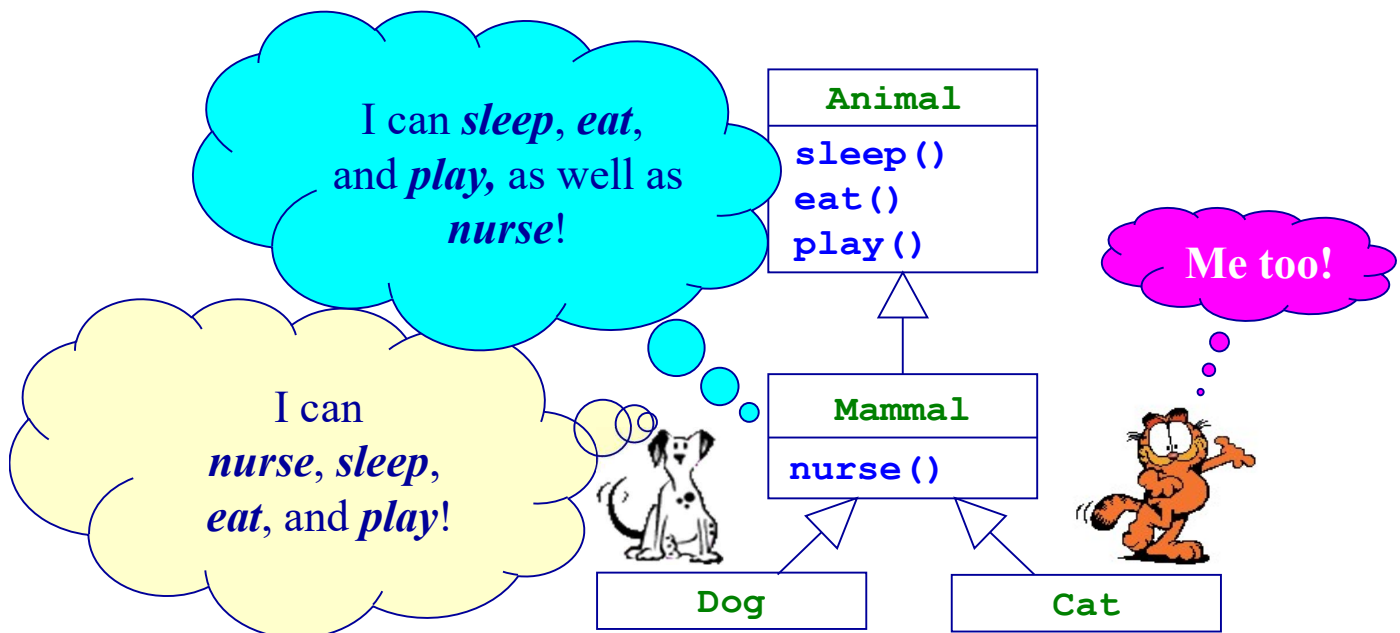 I can sleep, eat,
and play, as well as
nurse!
Animal
sleep()
eat()
play()
Me too!
I can
nurse, sleep,
eat, and play!
Mammal
nurse()
Dog
Cat